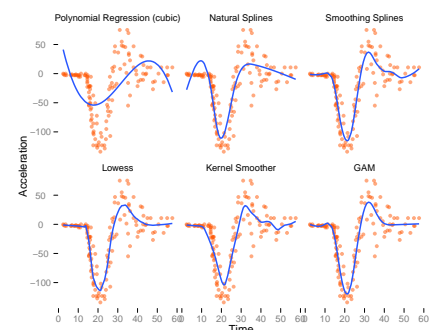 Polynomial Regression (cubic) Natural Splines Smoothing Splines
50
0
−50
−100
Acceleration
Lowess Kernel Smoother GAM
50
0
−50
−100
0 10 20 30 40 50 60 0 10 20 30 40 50 60 0 10 20 30 40 50 60
Time